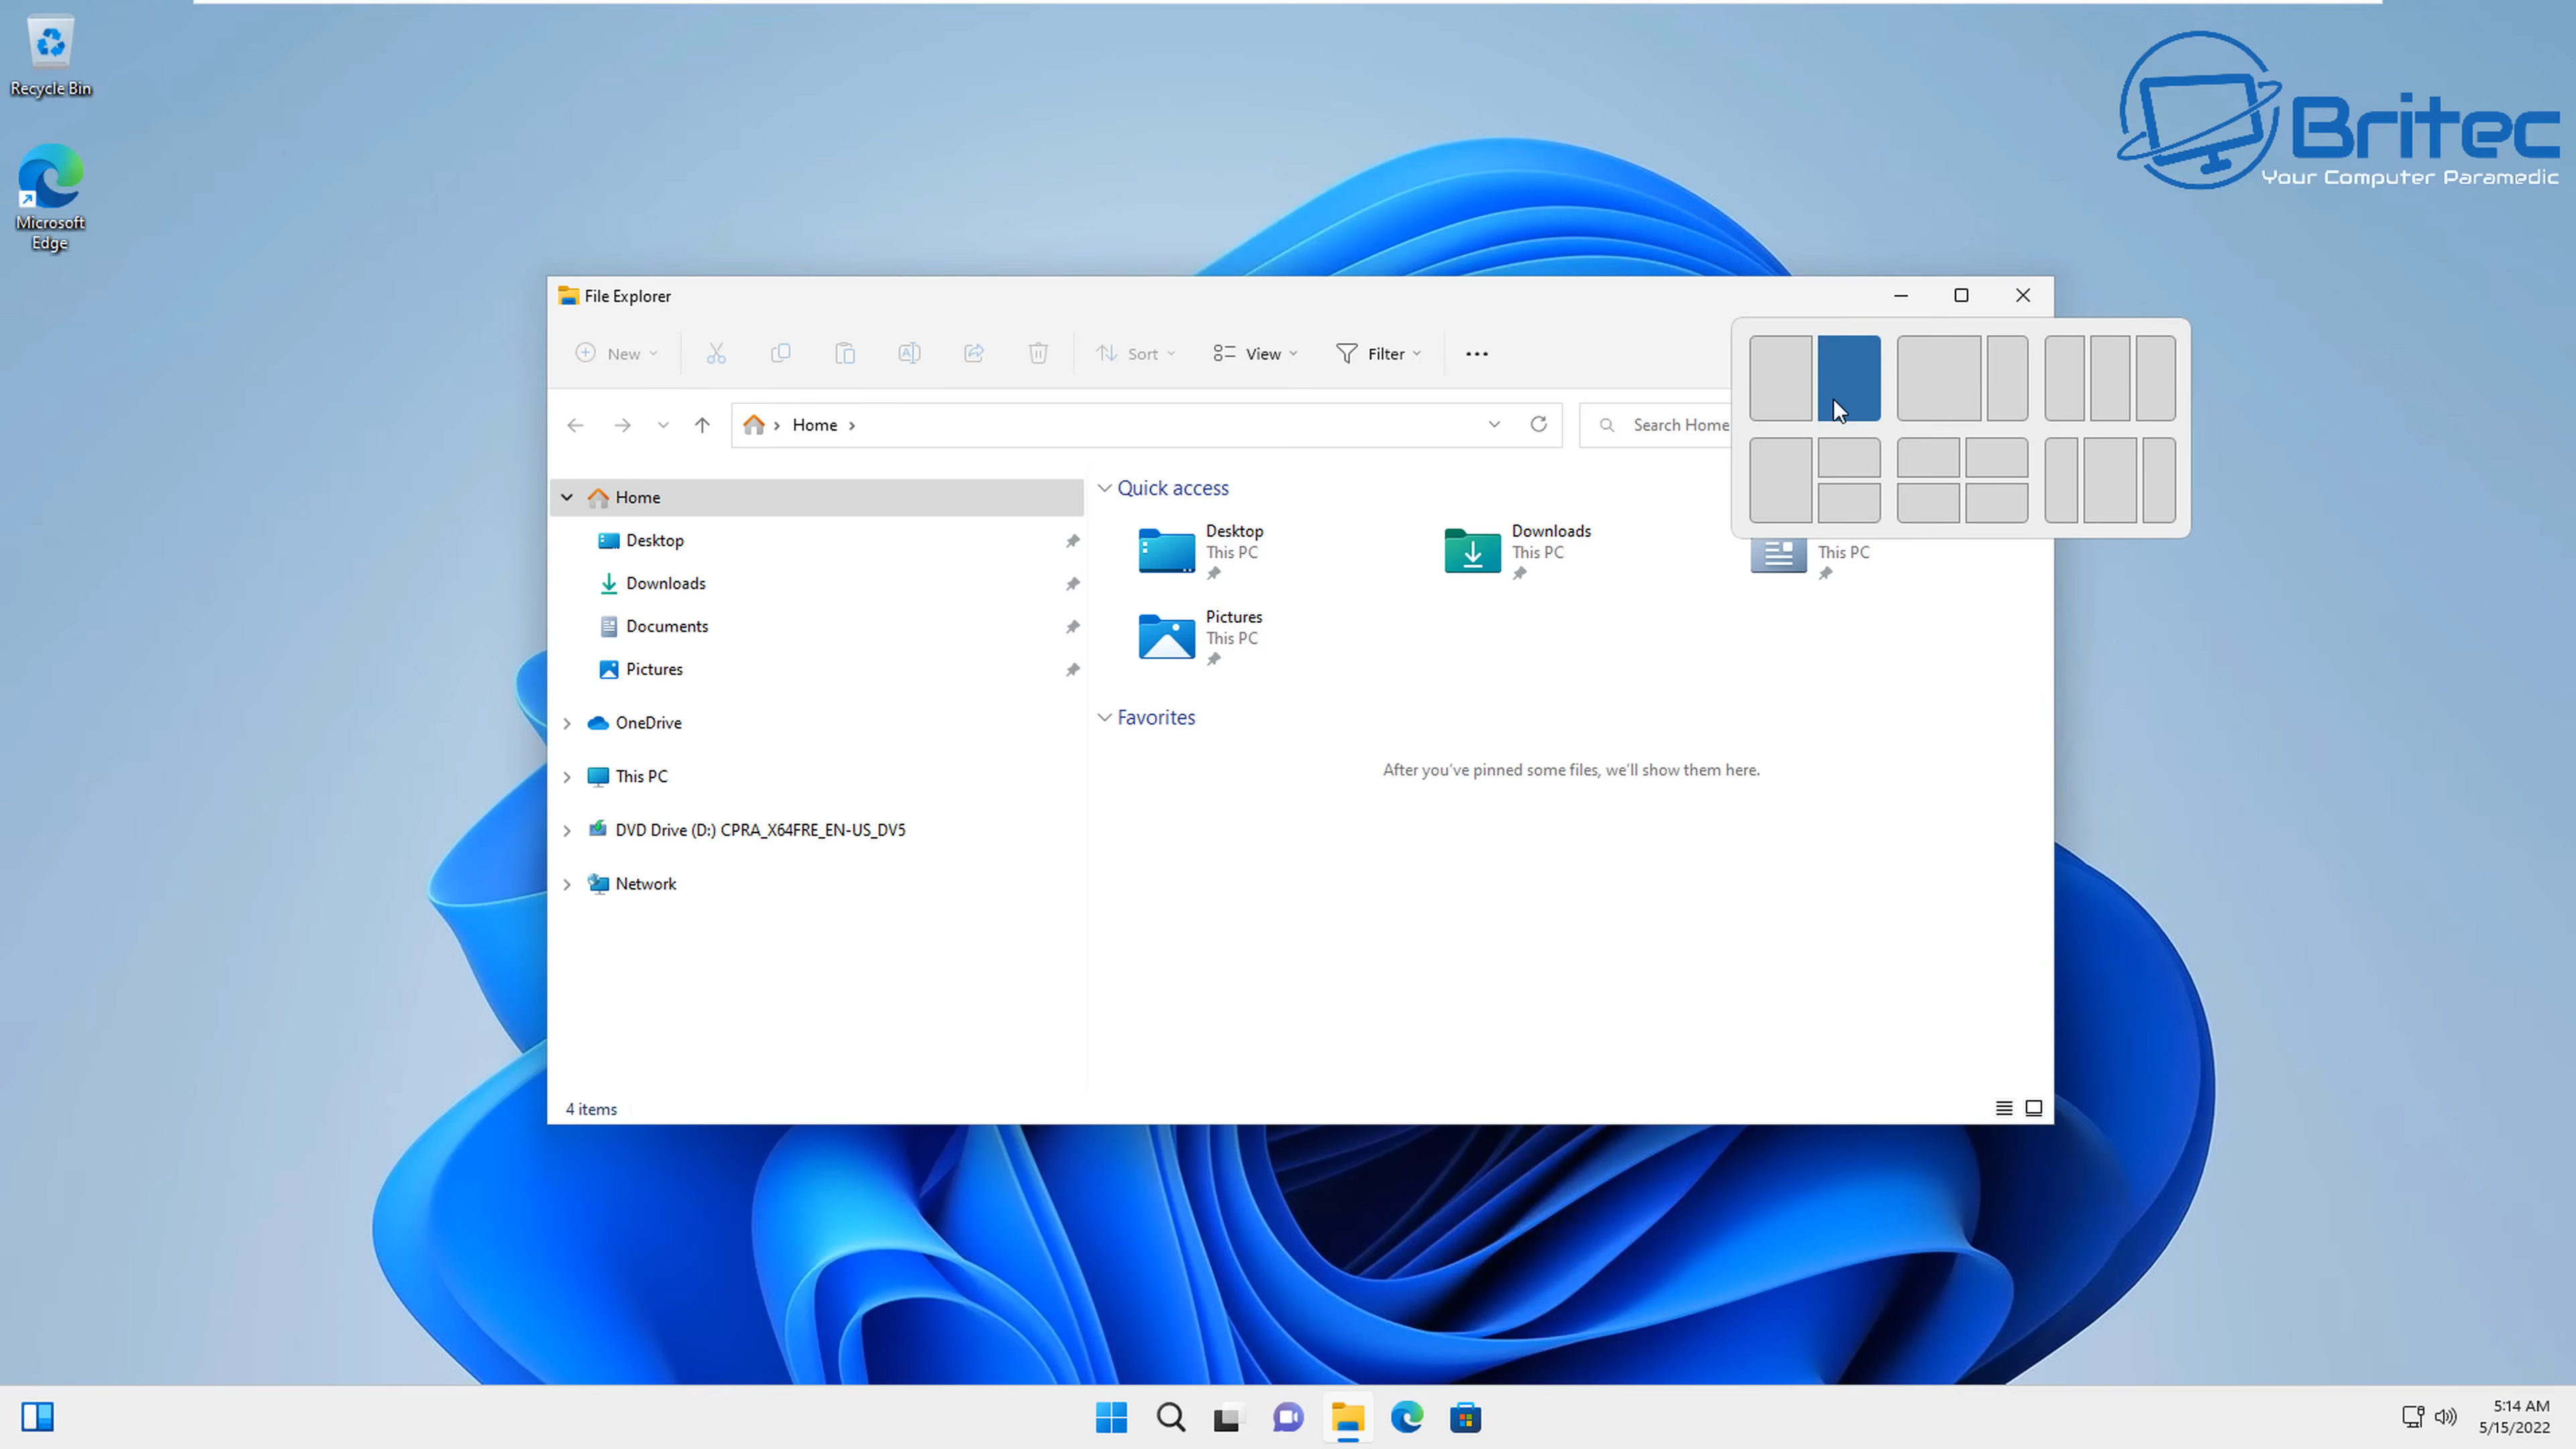 Recycle Bin
Microsoft
Edge
Britec
Your Computer Paramedic
File Explorer
New
Sort
View
Filter
Home
Search Home
Home
Desktop
Downloads
Documents
Pictures
OneDrive
This PC
DVD Drive (D:) CPRA_X64FRE_EN-US_DV5
Network
Quick access
Desktop
This PC
Downloads
This PC
This PC
Pictures
This PC
Favorites
After you've pinned some files, we'll show them here.
4 items
5:14 AM
5/15/2022